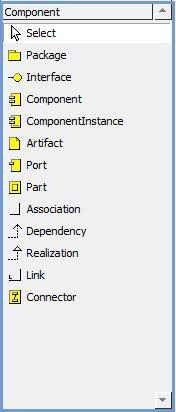 Component
Select
Package
Interface
Component
ComponentInstance
Artifact
Port
Part
Association
Dependency
Realization
Link
Connector